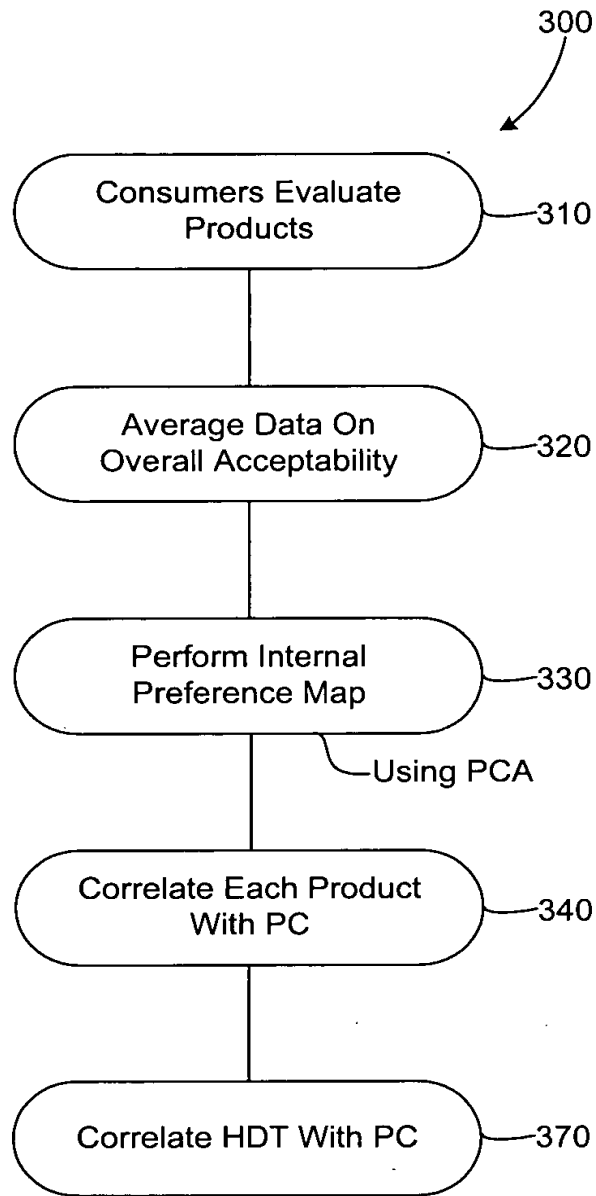 300
Consumers Evaluate
Products
310
Average Data On
Overall Acceptability
320
Perform Internal
Preference Map
330
Using PCA
Correlate Each Product
With PC
340
Correlate HDT With PC
370